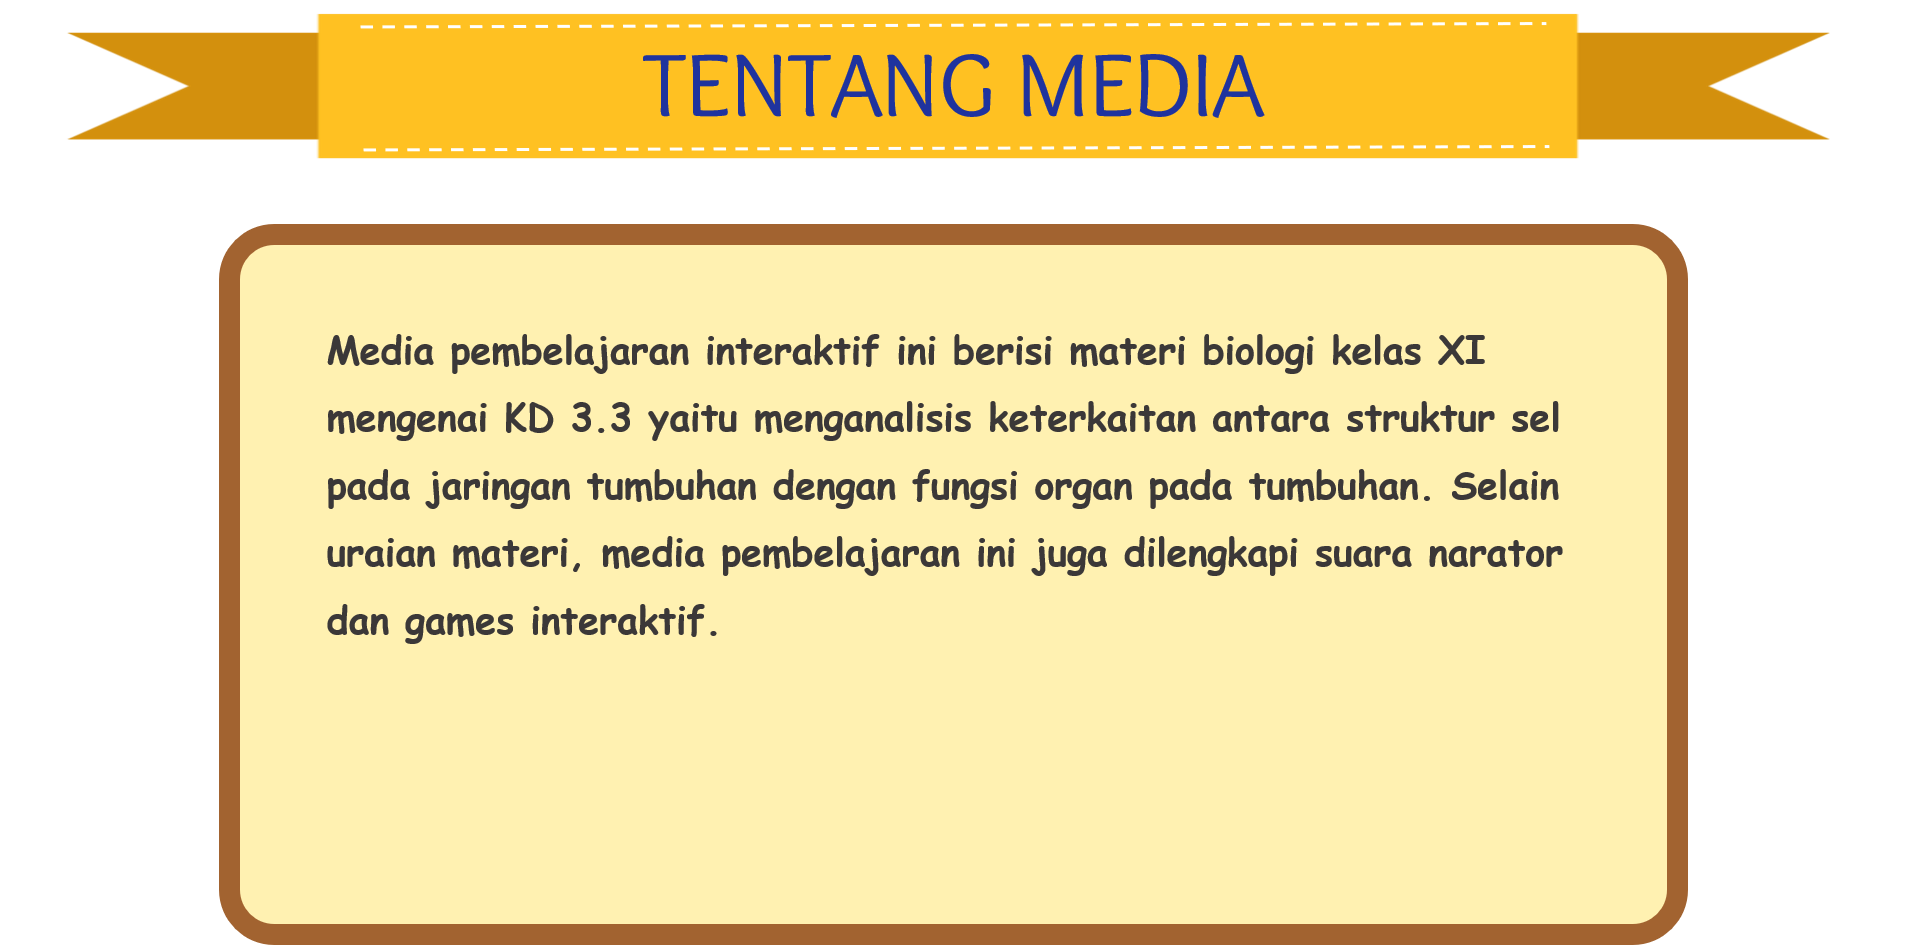 TENTANG MEDIA
Media pembelajaran interaktif ini berisi materi biologi kelas XI
mengenai KD 3.3 yaitu menganalisis keterkaitan antara struktur sel
pada jaringan tumbuhan dengan fungsi organ pada tumbuhan. Selain
uraian materi, media pembelajaran ini juga dilengkapi suara narator
dan games interaktif.